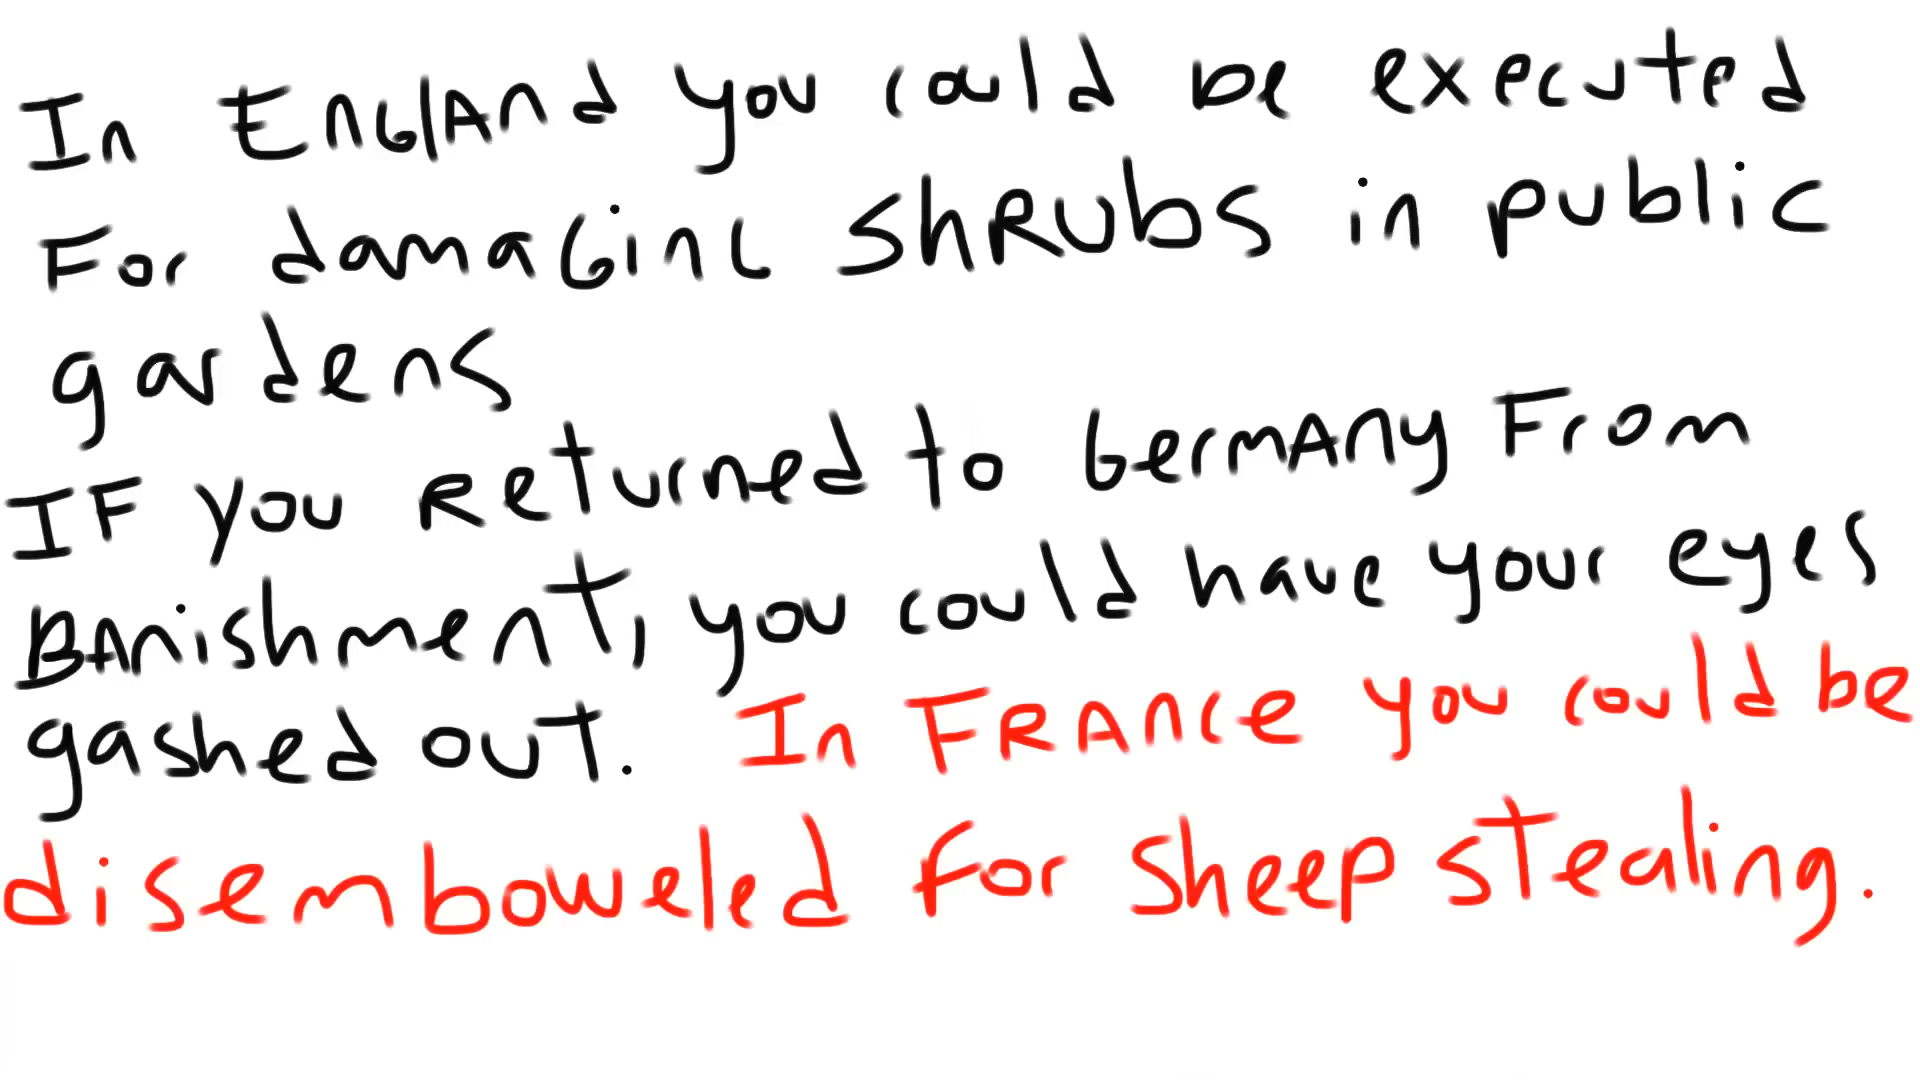 In ENGlAnd you could be executed
For damaGinG ShRubs in public
gardens
IF you Returned to GermAny From
BAnishment, you could have your eyes
gashed out. In FRANCe you could be
disemboweled for sheep stealing.